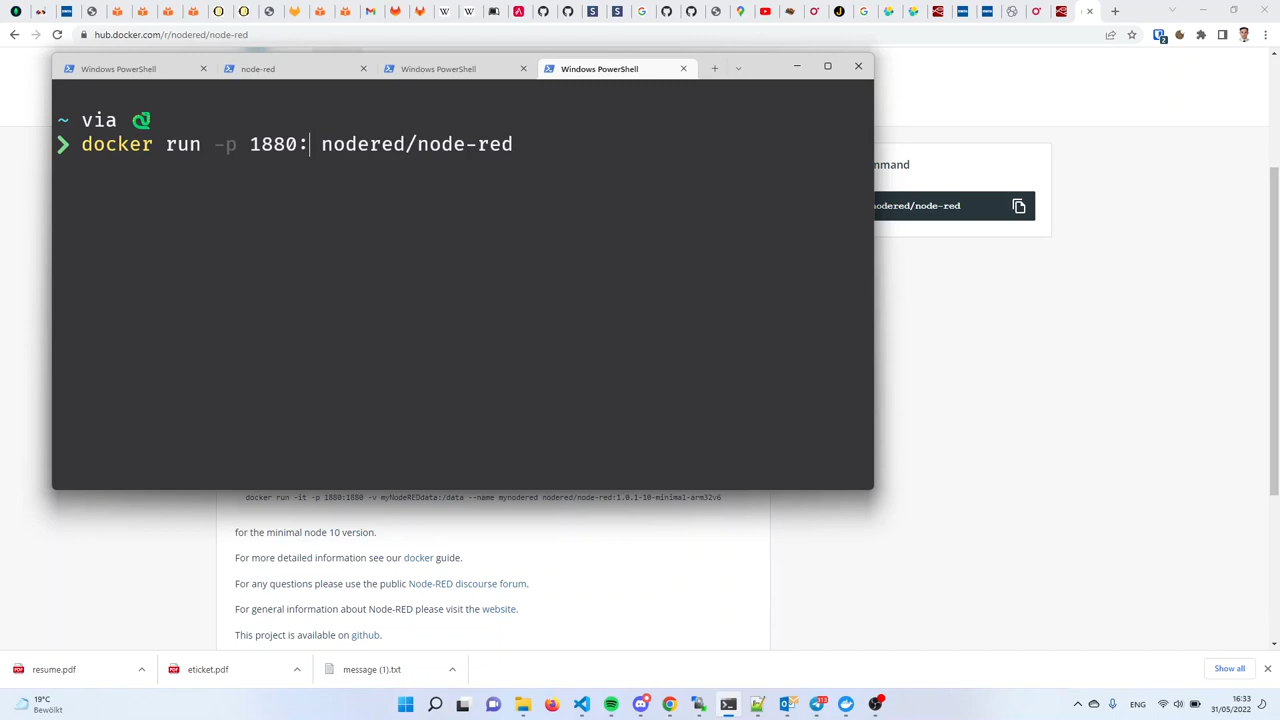 hub.docker.com/r/nodered/node-red
Windows PowerShell
node-red
Windows PowerShell
Windows PowerShell
~ via
❯ docker run -p 1880: nodered/node-red
mmand
nodered/node-red
docker run -it -p 1880:1880 -v myNodeREDdata:/data --name mynodered nodered/node-red:1.0.1-10-minimal-arm32v6
for the minimal node 10 version.
For more detailed information see our docker guide.
For any questions please use the public Node-RED discourse forum.
For general information about Node-RED please visit the website.
This project is available on github.
resume.pdf
eticket.pdf
message (1).txt
Show all
19°C
Bewölkt
ENG
16:33
31/05/2022